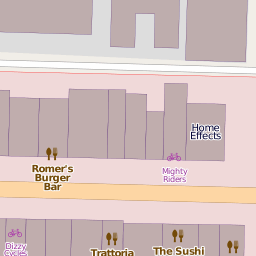 Home
Effects
Romer's
Burger
Bar
Mighty
Riders
Dizzy
Cycles
Trattoria
The Sushi